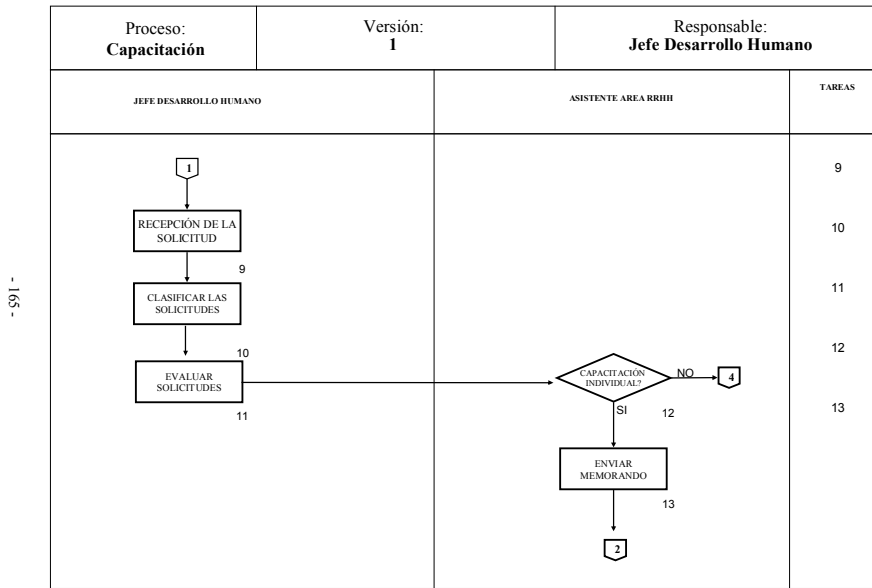 Proceso:
Capacitación
Versión:
1
Responsable:
Jefe Desarrollo Humano
JEFE DESARROLLO HUMANO
ASISTENTE AREA RRHH
TAREAS
1
RECEPCIÓN DE LA
SOLICITUD
9
CLASIFICAR LAS
SOLICITUDES
10
EVALUAR
SOLICITUDES
11
CAPACITACIÓN
INDIVIDUAL?
NO
4
SI
12
ENVIAR
MEMORANDO
13
2
9
10
11
12
13
- 165 -